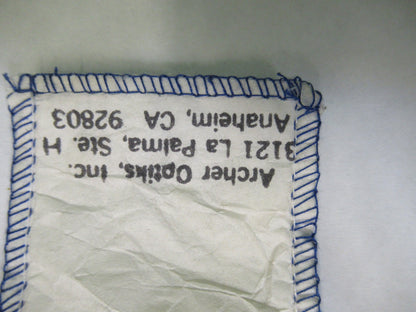 Archer Optiks, Inc.
3121 La Palma, Ste. H
Anaheim, CA 92803